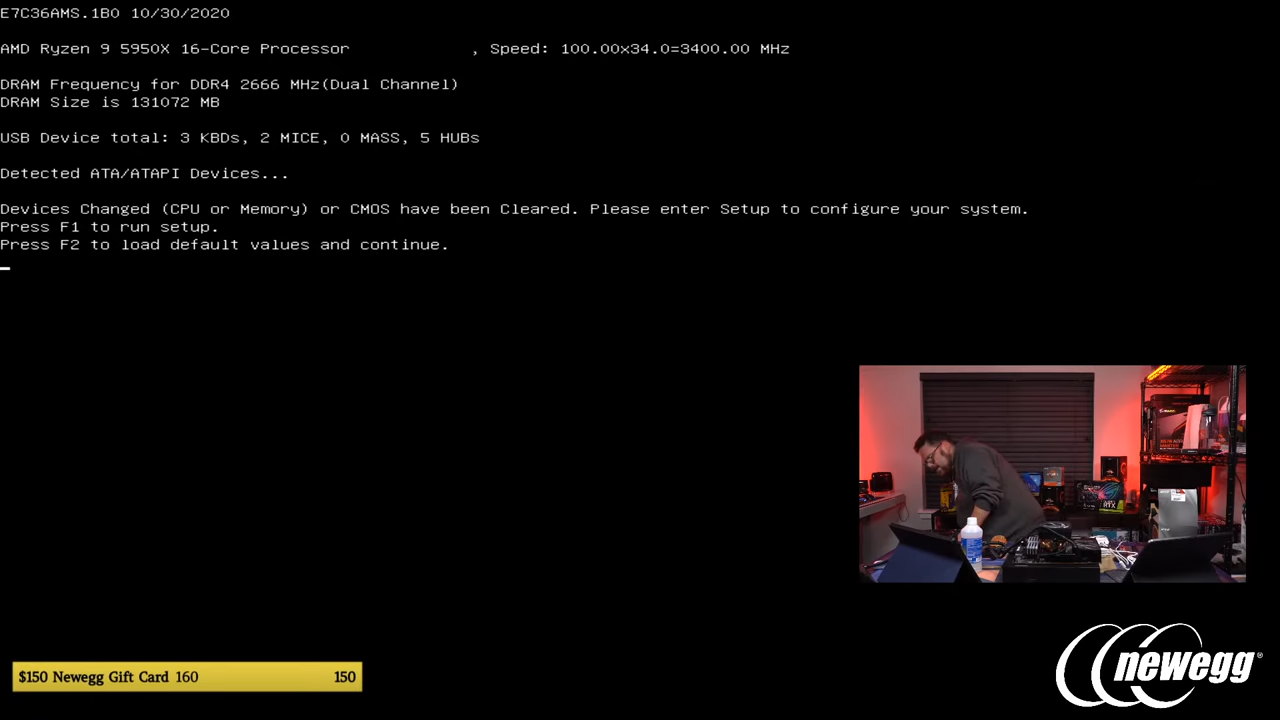 E7C36AMS.1B0 10/30/2020
AMD Ryzen 9 5950X 16-Core Processor , Speed: 100.00x34.0=3400.00 MHz
DRAM Frequency for DDR4 2666 MHz(Dual Channel)
DRAM Size is 131072 MB
USB Device total: 3 KBDs, 2 MICE, 0 MASS, 5 HUBs
Detected ATA/ATAPI Devices...
Devices Changed (CPU or Memory) or CMOS have been Cleared. Please enter Setup to configure your system.
Press F1 to run setup.
Press F2 to load default values and continue.
RTX
$150 Newegg Gift Card 160 150
newegg®